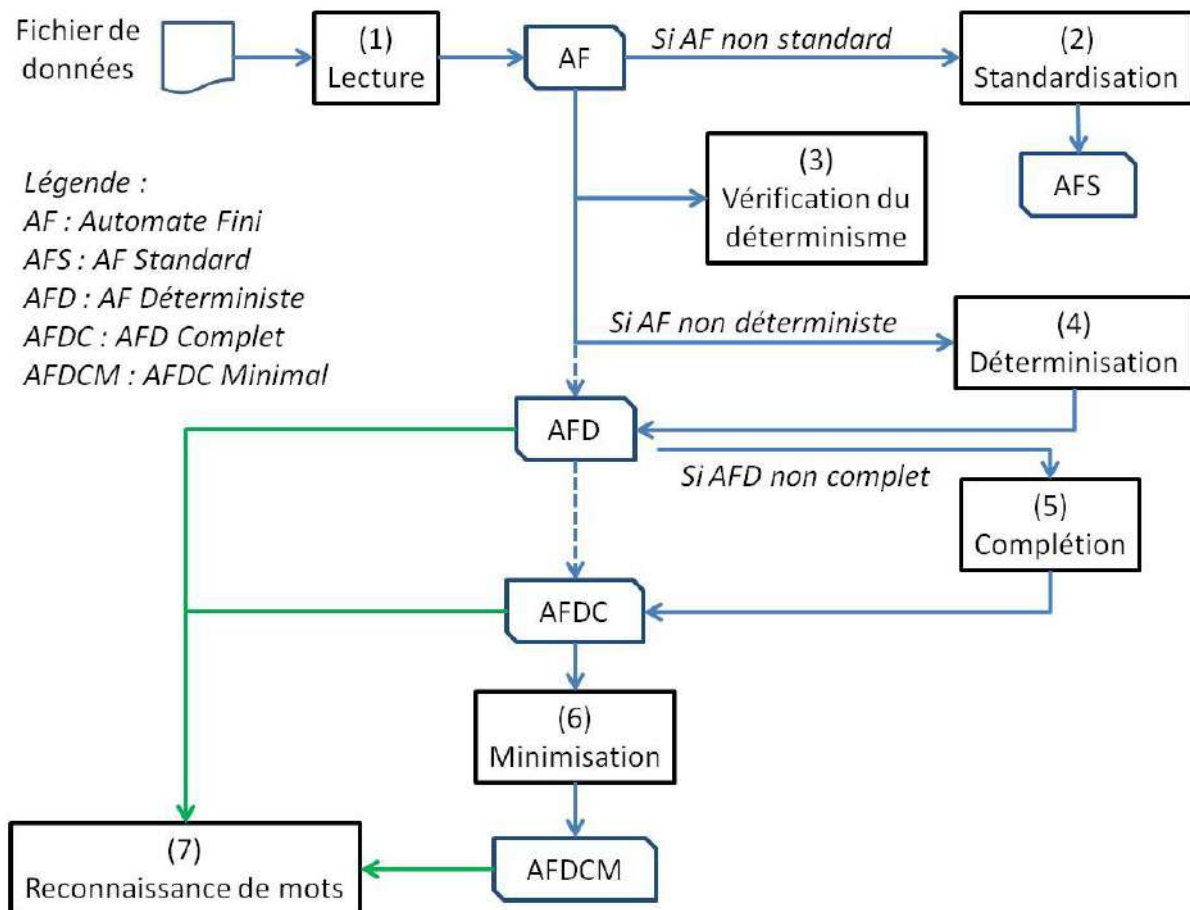 Fichier de
données
(1)
Lecture
AF
Si AF non standard
(2)
Standardisation
AFS
(3)
Vérification du
déterminisme
Légende :
AF : Automate Fini
AFS : AF Standard
AFD : AF Déterministe
AFDC : AFD Complet
AFDCM : AFDC Minimal
Si AF non déterministe
(4)
Déterminisation
AFD
Si AFD non complet
(5)
Complétion
AFDC
(6)
Minimisation
(7)
Reconnaissance de mots
AFDCM